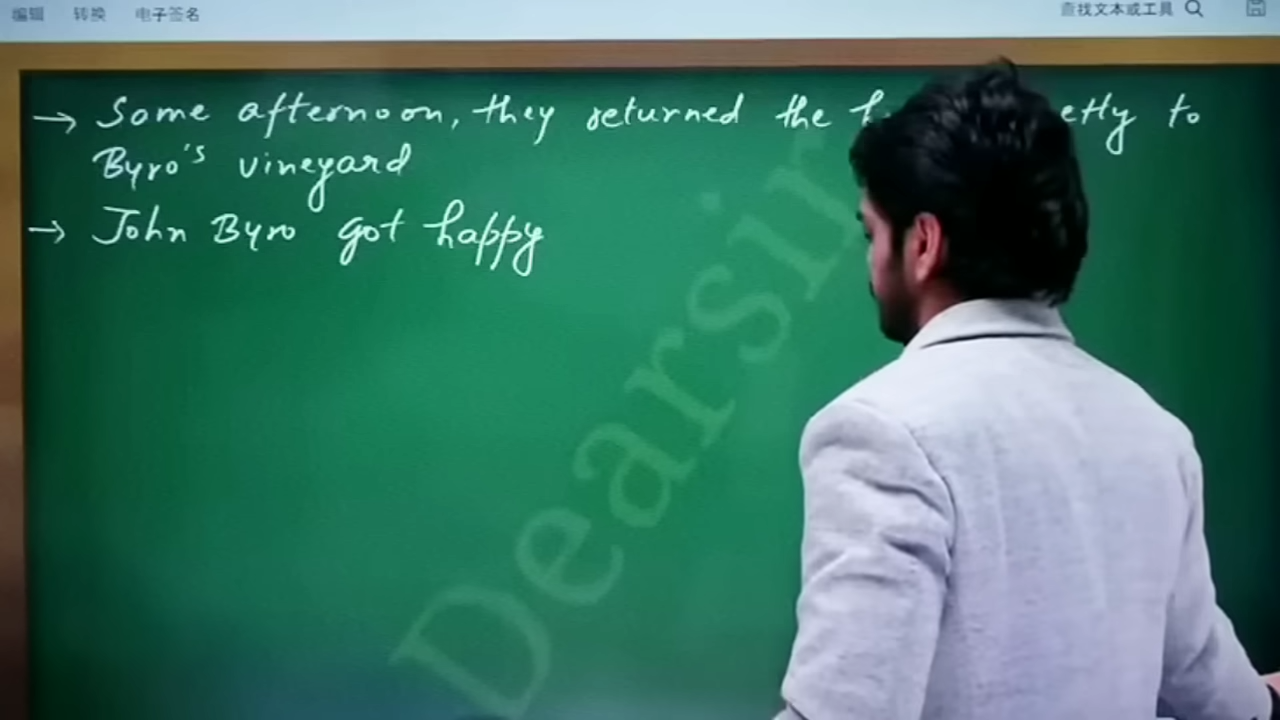 编辑 转换 电子签名 查找文本或工具
→ Some afternoon, they returned the to
Byro's vineyard
→ John Byro got happy
Dearsir